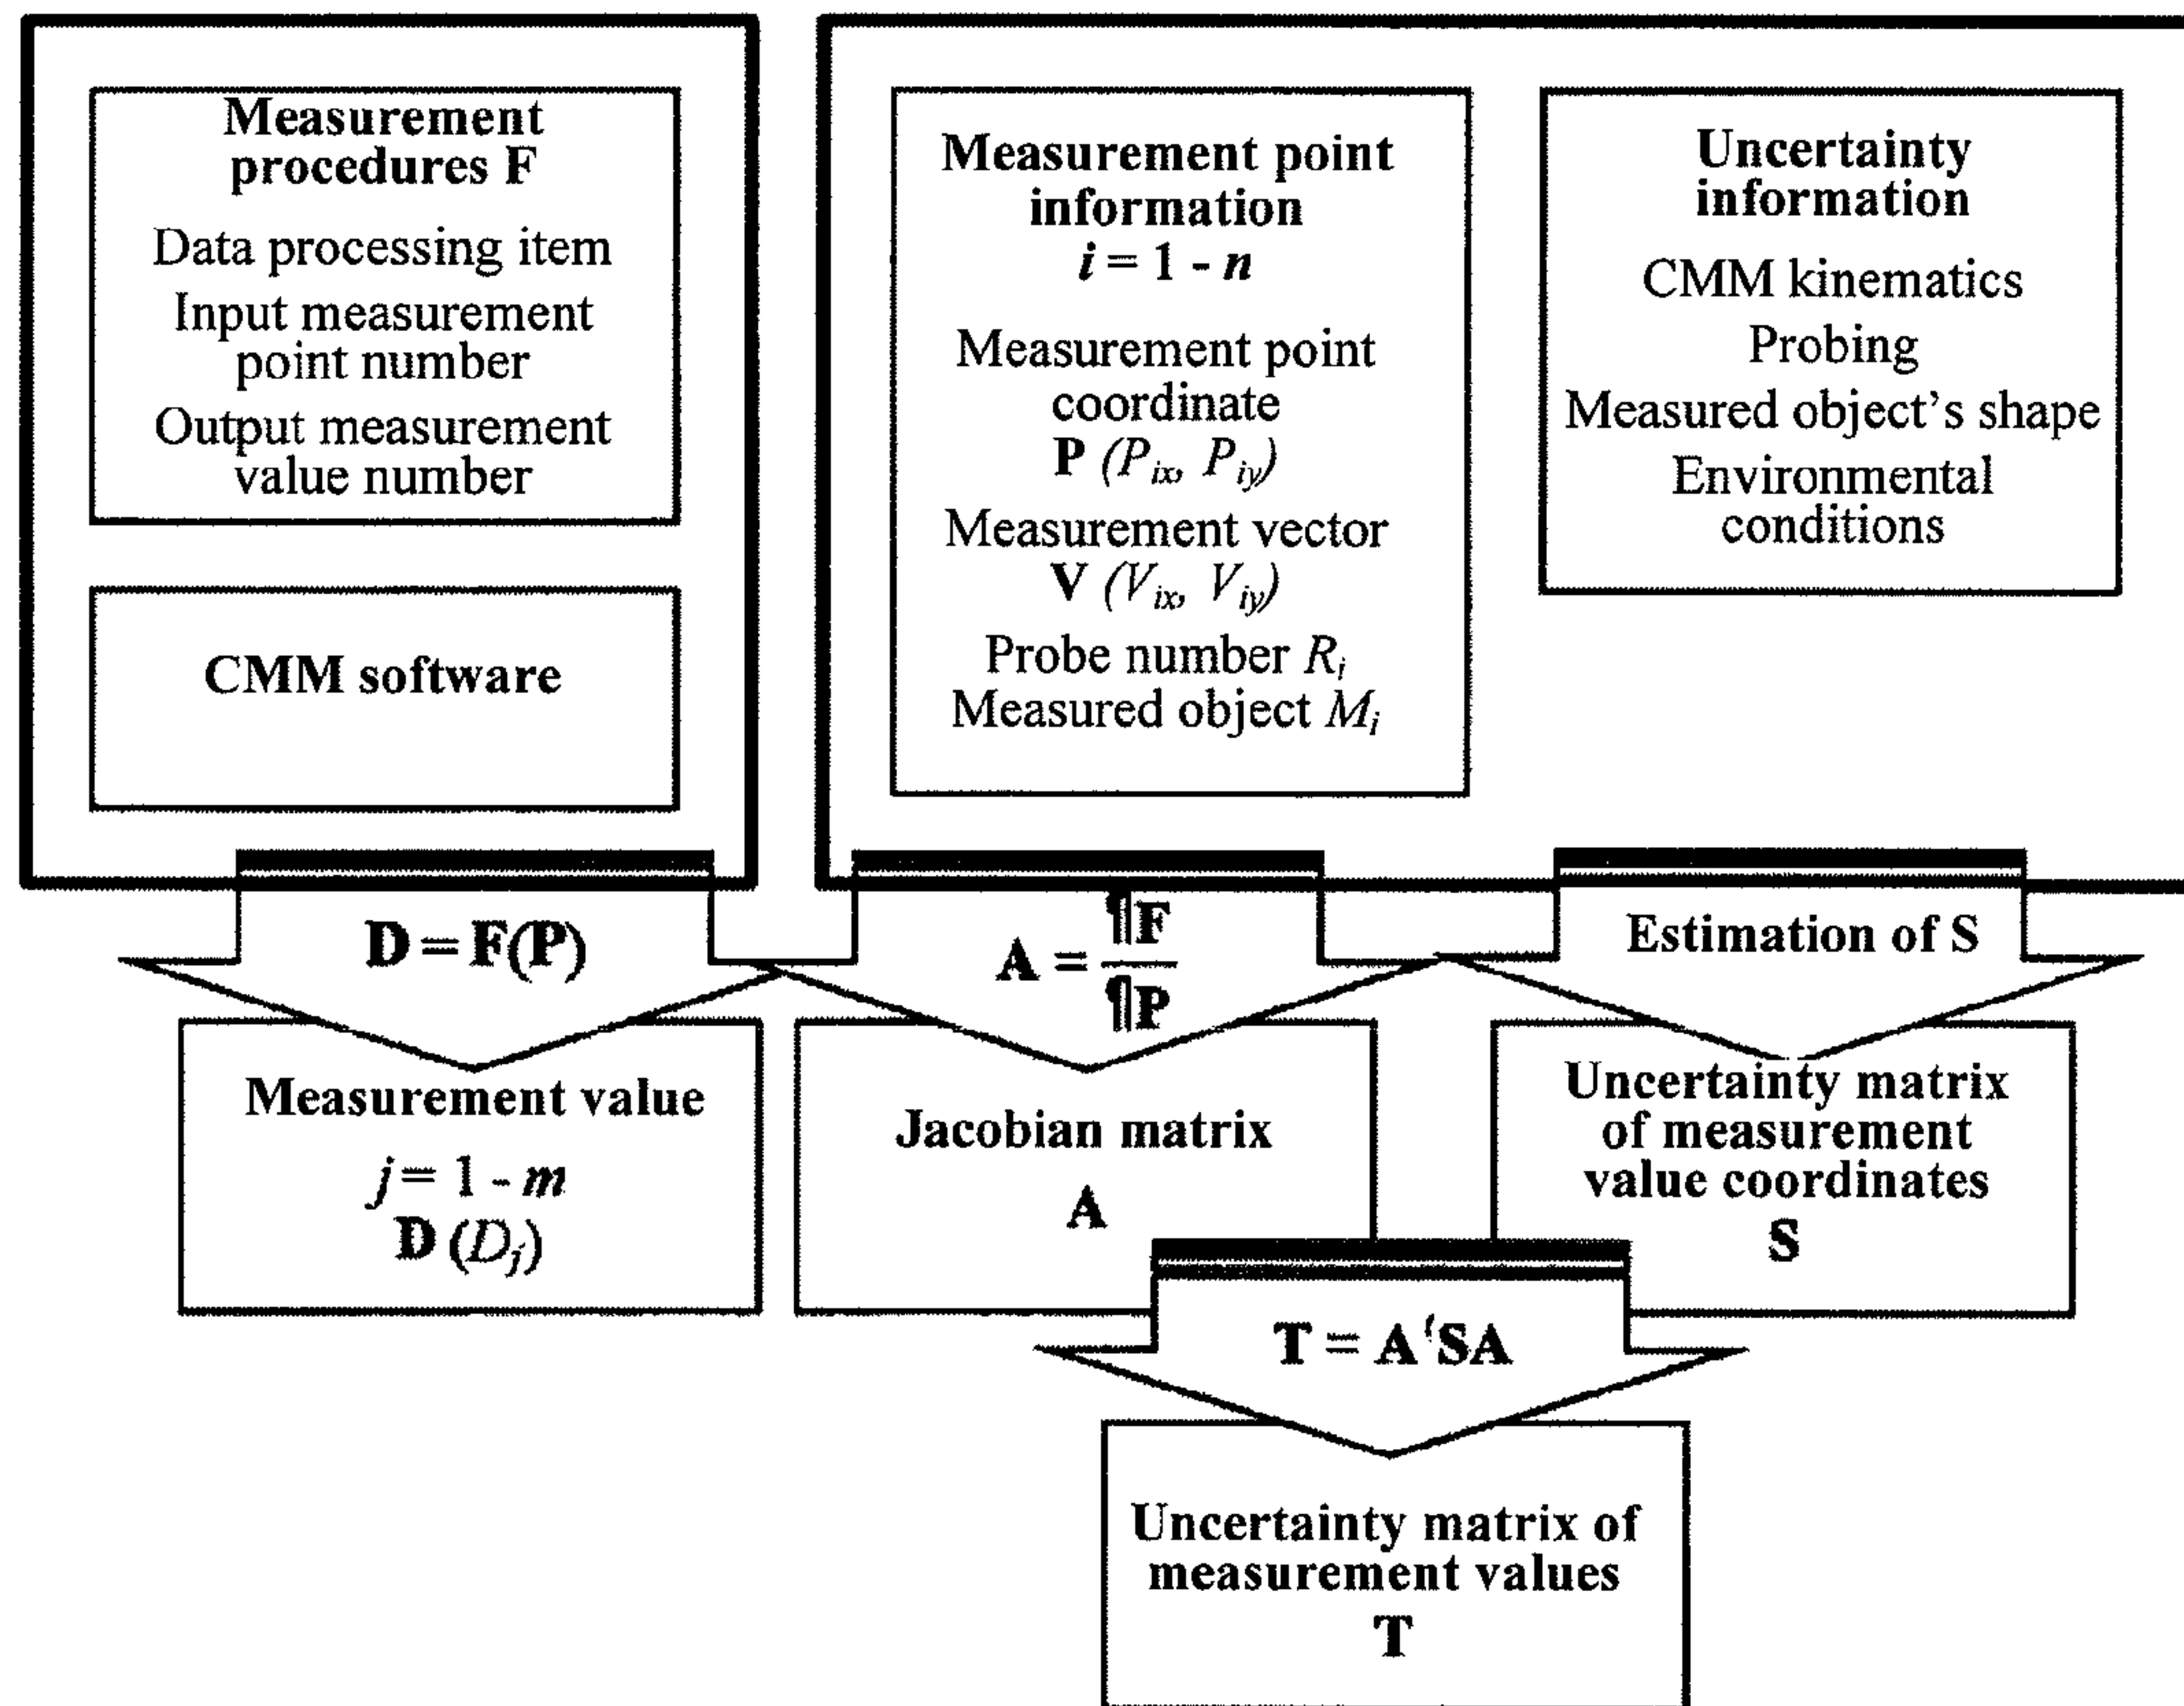 Measurement
procedures F
Data processing item
Input measurement
point number
Output measurement
value number
CMM software
Measurement point
information
i = 1 - n
Measurement point
coordinate
P (Pix, Piy)
Measurement vector
V (Vix, Viy)
Probe number Ri
Measured object Mi
Uncertainty
information
CMM kinematics
Probing
Measured object's shape
Environmental
conditions
D = F(P)
A = ¶F
¶P
Estimation of S
Measurement value
j = 1 - m
D (Dj)
Jacobian matrix
A
Uncertainty matrix
of measurement
value coordinates
S
T = AᵗSA
Uncertainty matrix of
measurement values
T